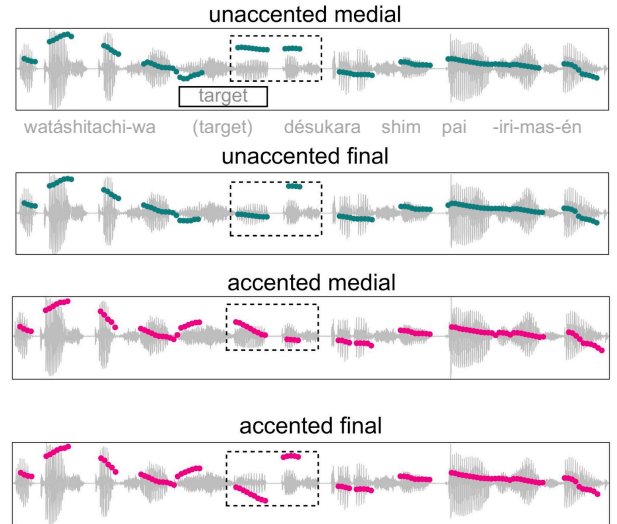 unaccented medial
target
watáshitachi-wa (target) désukara shim pai -iri-mas-én
unaccented final
accented medial
accented final